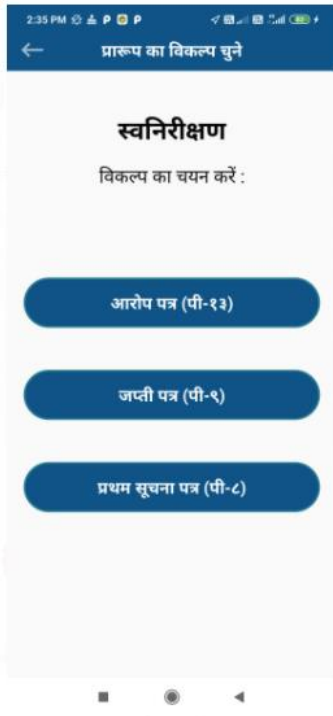 2:35 PM
प्रारूप का विकल्प चुने
स्वनिरीक्षण
विकल्प का चयन करें :
आरोप पत्र (पी-१३)
जप्ती पत्र (पी-९)
प्रथम सूचना पत्र (पी-८)